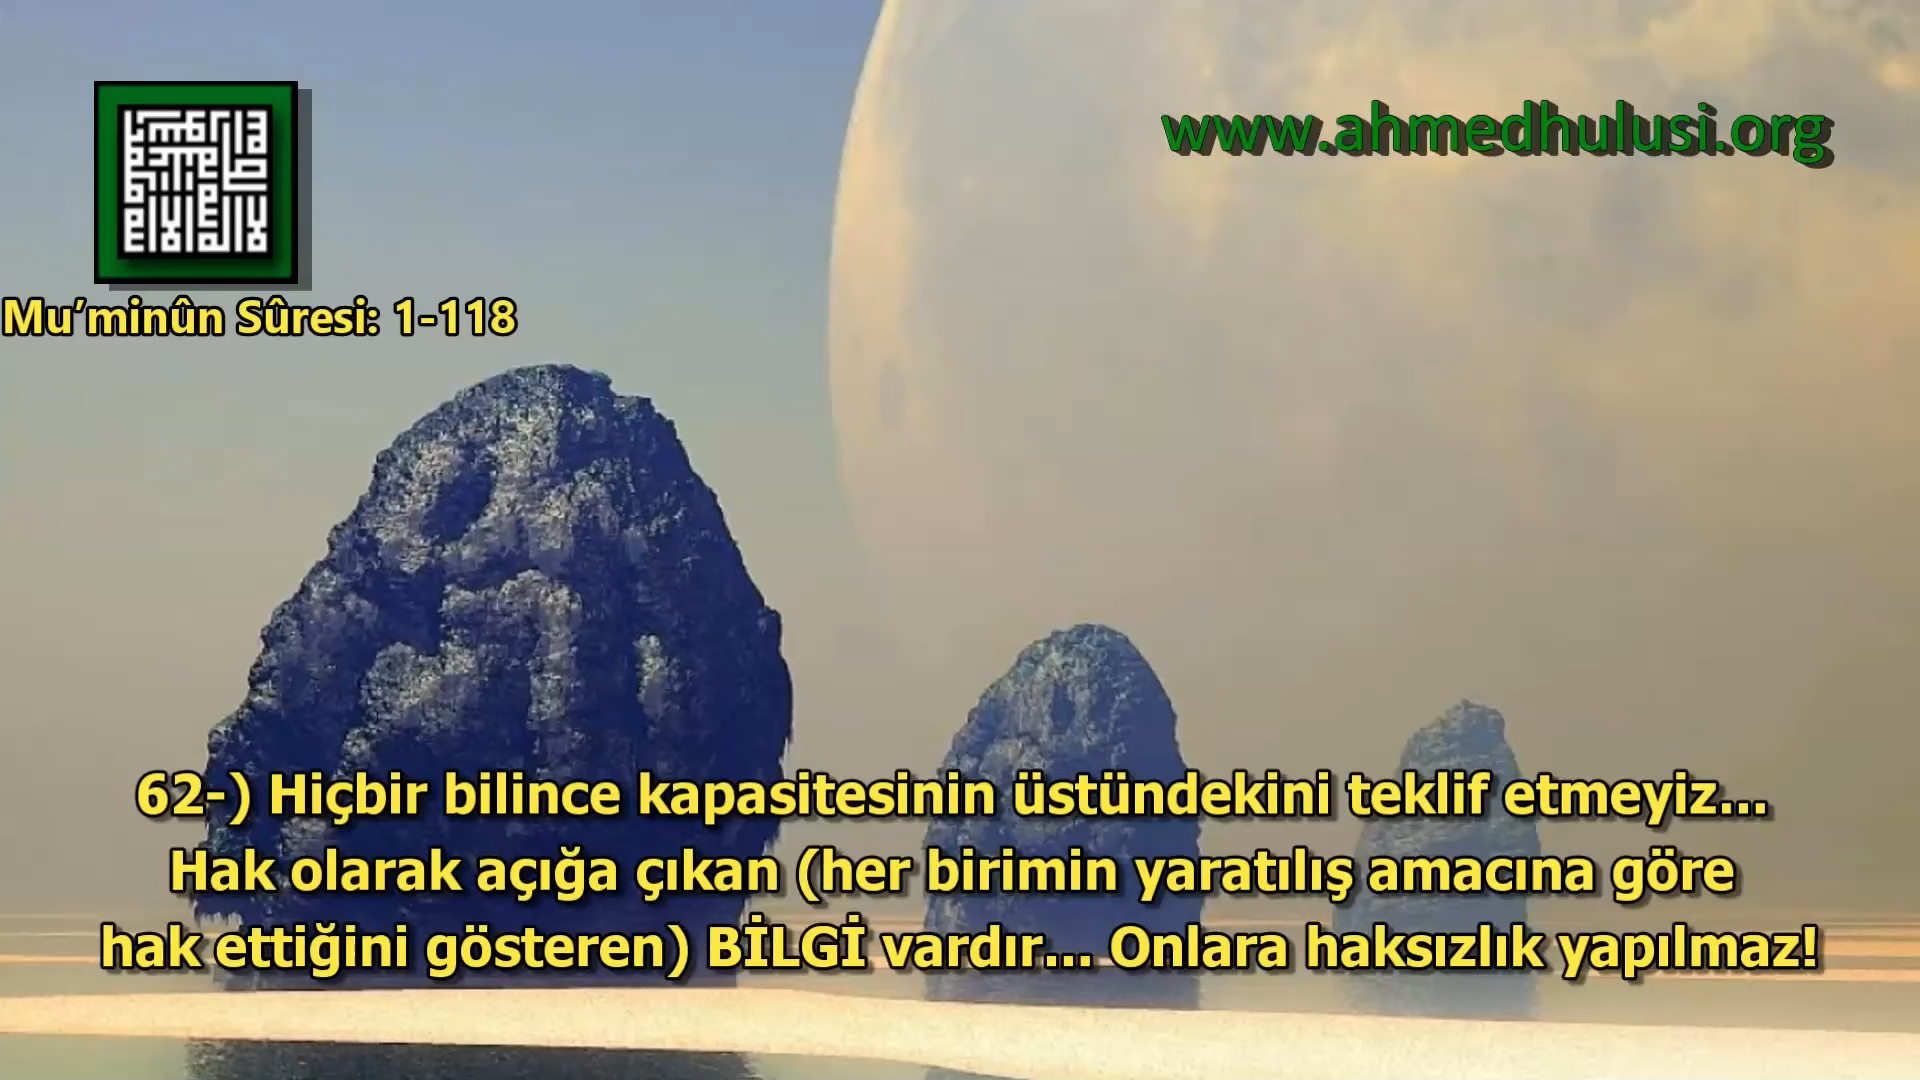 www.ahmedhulusi.org
Mu’minûn Sûresi: 1-118
62-) Hiçbir bilince kapasitesinin üstündekini teklif etmeyiz...
Hak olarak açığa çıkan (her birimin yaratılış amacına göre
hak ettiğini gösteren) BİLGİ vardır... Onlara haksızlık yapılmaz!